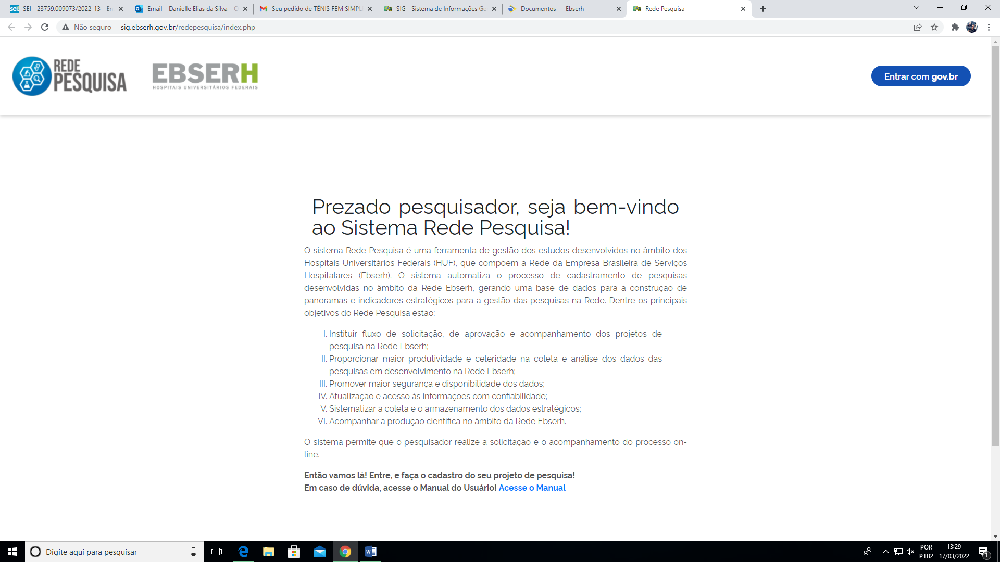 SEI - 23759.009073/2022-13 - En
Email – Danielle Elias da Silva – O
Seu pedido de TÊNIS FEM SIMPL
SIG - Sistema de Informações Ge
Documentos — Ebserh
Rede Pesquisa
Não seguro
sig.ebserh.gov.br/redepesquisa/index.php
REDE
PESQUISA
EBSERH
HOSPITAIS UNIVERSITÁRIOS FEDERAIS
Entrar com gov.br
Prezado pesquisador, seja bem-vindo
ao Sistema Rede Pesquisa!
O sistema Rede Pesquisa é uma ferramenta de gestão dos estudos desenvolvidos no âmbito dos
Hospitais Universitários Federais (HUF), que compõem a Rede da Empresa Brasileira de Serviços
Hospitalares (Ebserh). O sistema automatiza o processo de cadastramento de pesquisas
desenvolvidas no âmbito da Rede Ebserh, gerando uma base de dados para a construção de
panoramas e indicadores estratégicos para a gestão das pesquisas na Rede. Dentre os principais
objetivos do Rede Pesquisa estão:
I. Instituir fluxo de solicitação, de aprovação e acompanhamento dos projetos de
pesquisa na Rede Ebserh;
II. Proporcionar maior produtividade e celeridade na coleta e análise dos dados das
pesquisas em desenvolvimento na Rede Ebserh;
III. Promover maior segurança e disponibilidade dos dados;
IV. Atualização e acesso às informações com confiabilidade;
V. Sistematizar a coleta e o armazenamento dos dados estratégicos;
VI. Acompanhar a produção científica no âmbito da Rede Ebserh.
O sistema permite que o pesquisador realize a solicitação e o acompanhamento do processo on-
line.
Então vamos lá! Entre, e faça o cadastro do seu projeto de pesquisa!
Em caso de dúvida, acesse o Manual do Usuário! Acesse o Manual
Digite aqui para pesquisar
POR
PTB2
13:29
17/03/2022
1